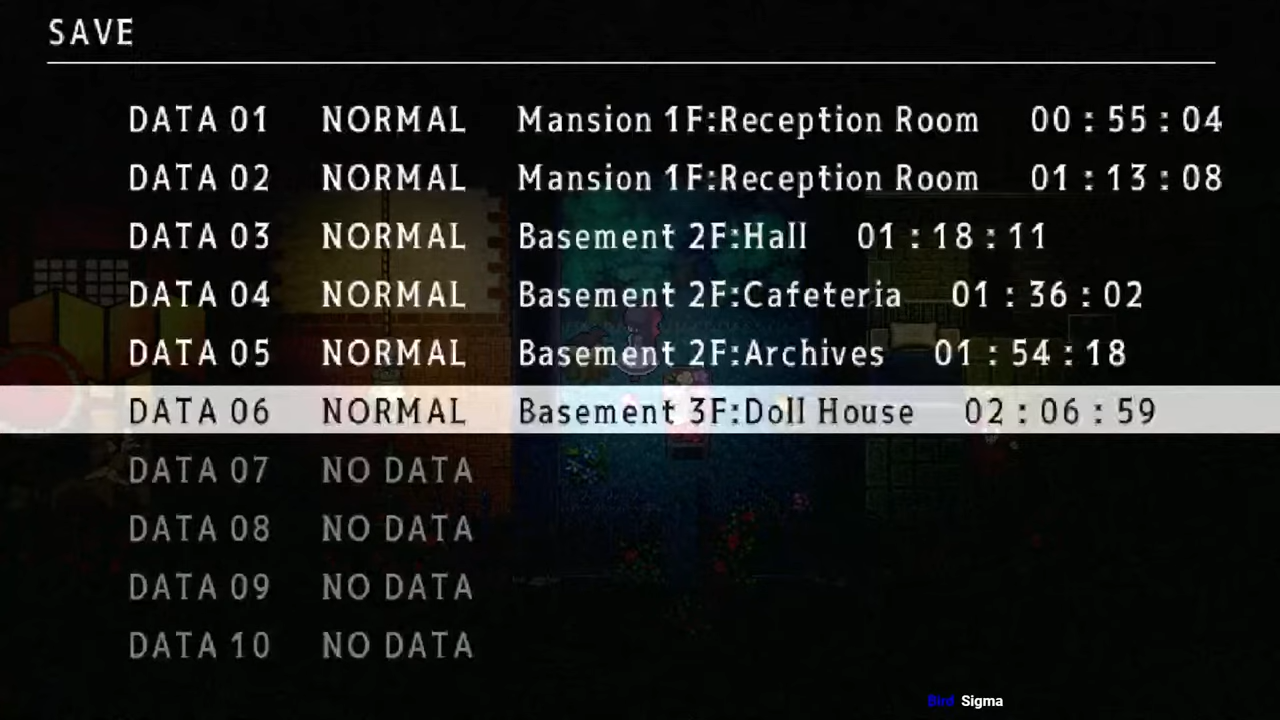 SAVE
DATA 01 NORMAL Mansion 1F:Reception Room 00:55:04
DATA 02 NORMAL Mansion 1F:Reception Room 01:13:08
DATA 03 NORMAL Basement 2F:Hall 01:18:11
DATA 04 NORMAL Basement 2F:Cafeteria 01:36:02
DATA 05 NORMAL Basement 2F:Archives 01:54:18
DATA 06 NORMAL Basement 3F:Doll House 02:06:59
DATA 07 NO DATA
DATA 08 NO DATA
DATA 09 NO DATA
DATA 10 NO DATA
Bird Sigma